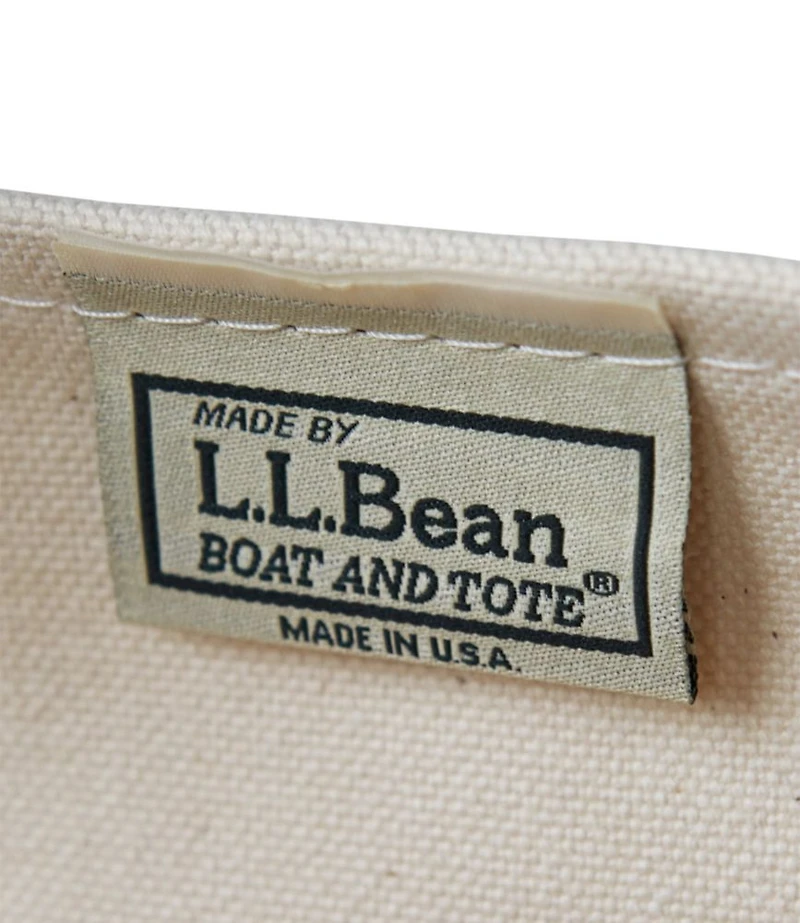 MADE BY
L.L.Bean
BOAT AND TOTE®
MADE IN U.S.A.